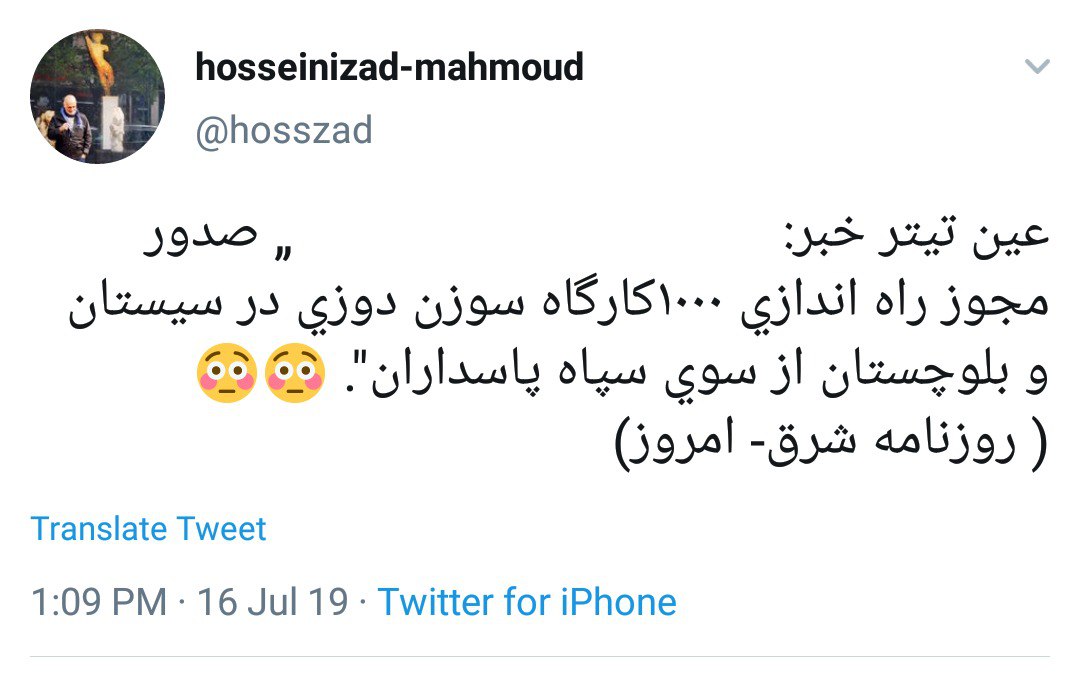 hosseinizad-mahmoud
@hosszad
عین تیتر خبر: „ صدور
مجوز راه اندازي ۱۰۰۰کارگاه سوزن دوزي در سیستان
و بلوچستان از سوي سپاه پاسداران". 😳😳
( روزنامه شرق- امروز)
Translate Tweet
1:09 PM · 16 Jul 19 · Twitter for iPhone